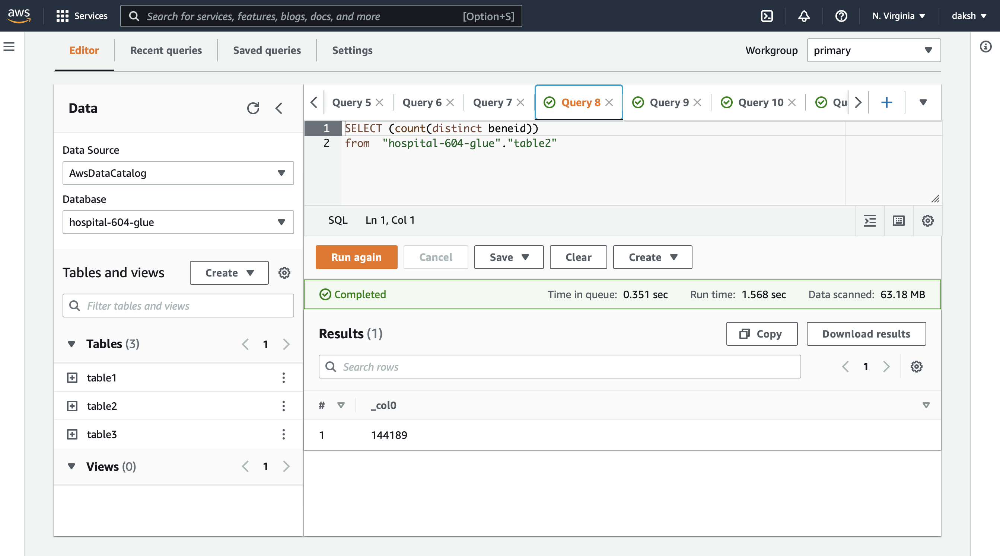 aws Services Search for services, features, blogs, docs, and more [Option+S] N. Virginia daksh
Editor Recent queries Saved queries Settings Workgroup primary
Data
Data Source
AwsDataCatalog
Database
hospital-604-glue
Tables and views Create
Filter tables and views
Tables (3) 1
table1
table2
table3
Views (0) 1
Query 5 Query 6 Query 7 Query 8 Query 9 Query 10 Qu
1 SELECT (count(distinct beneid))
2 from "hospital-604-glue"."table2"
SQL Ln 1, Col 1
Run again Cancel Save Clear Create
Completed Time in queue: 0.351 sec Run time: 1.568 sec Data scanned: 63.18 MB
Results (1) Copy Download results
Search rows 1
# _col0
1 144189